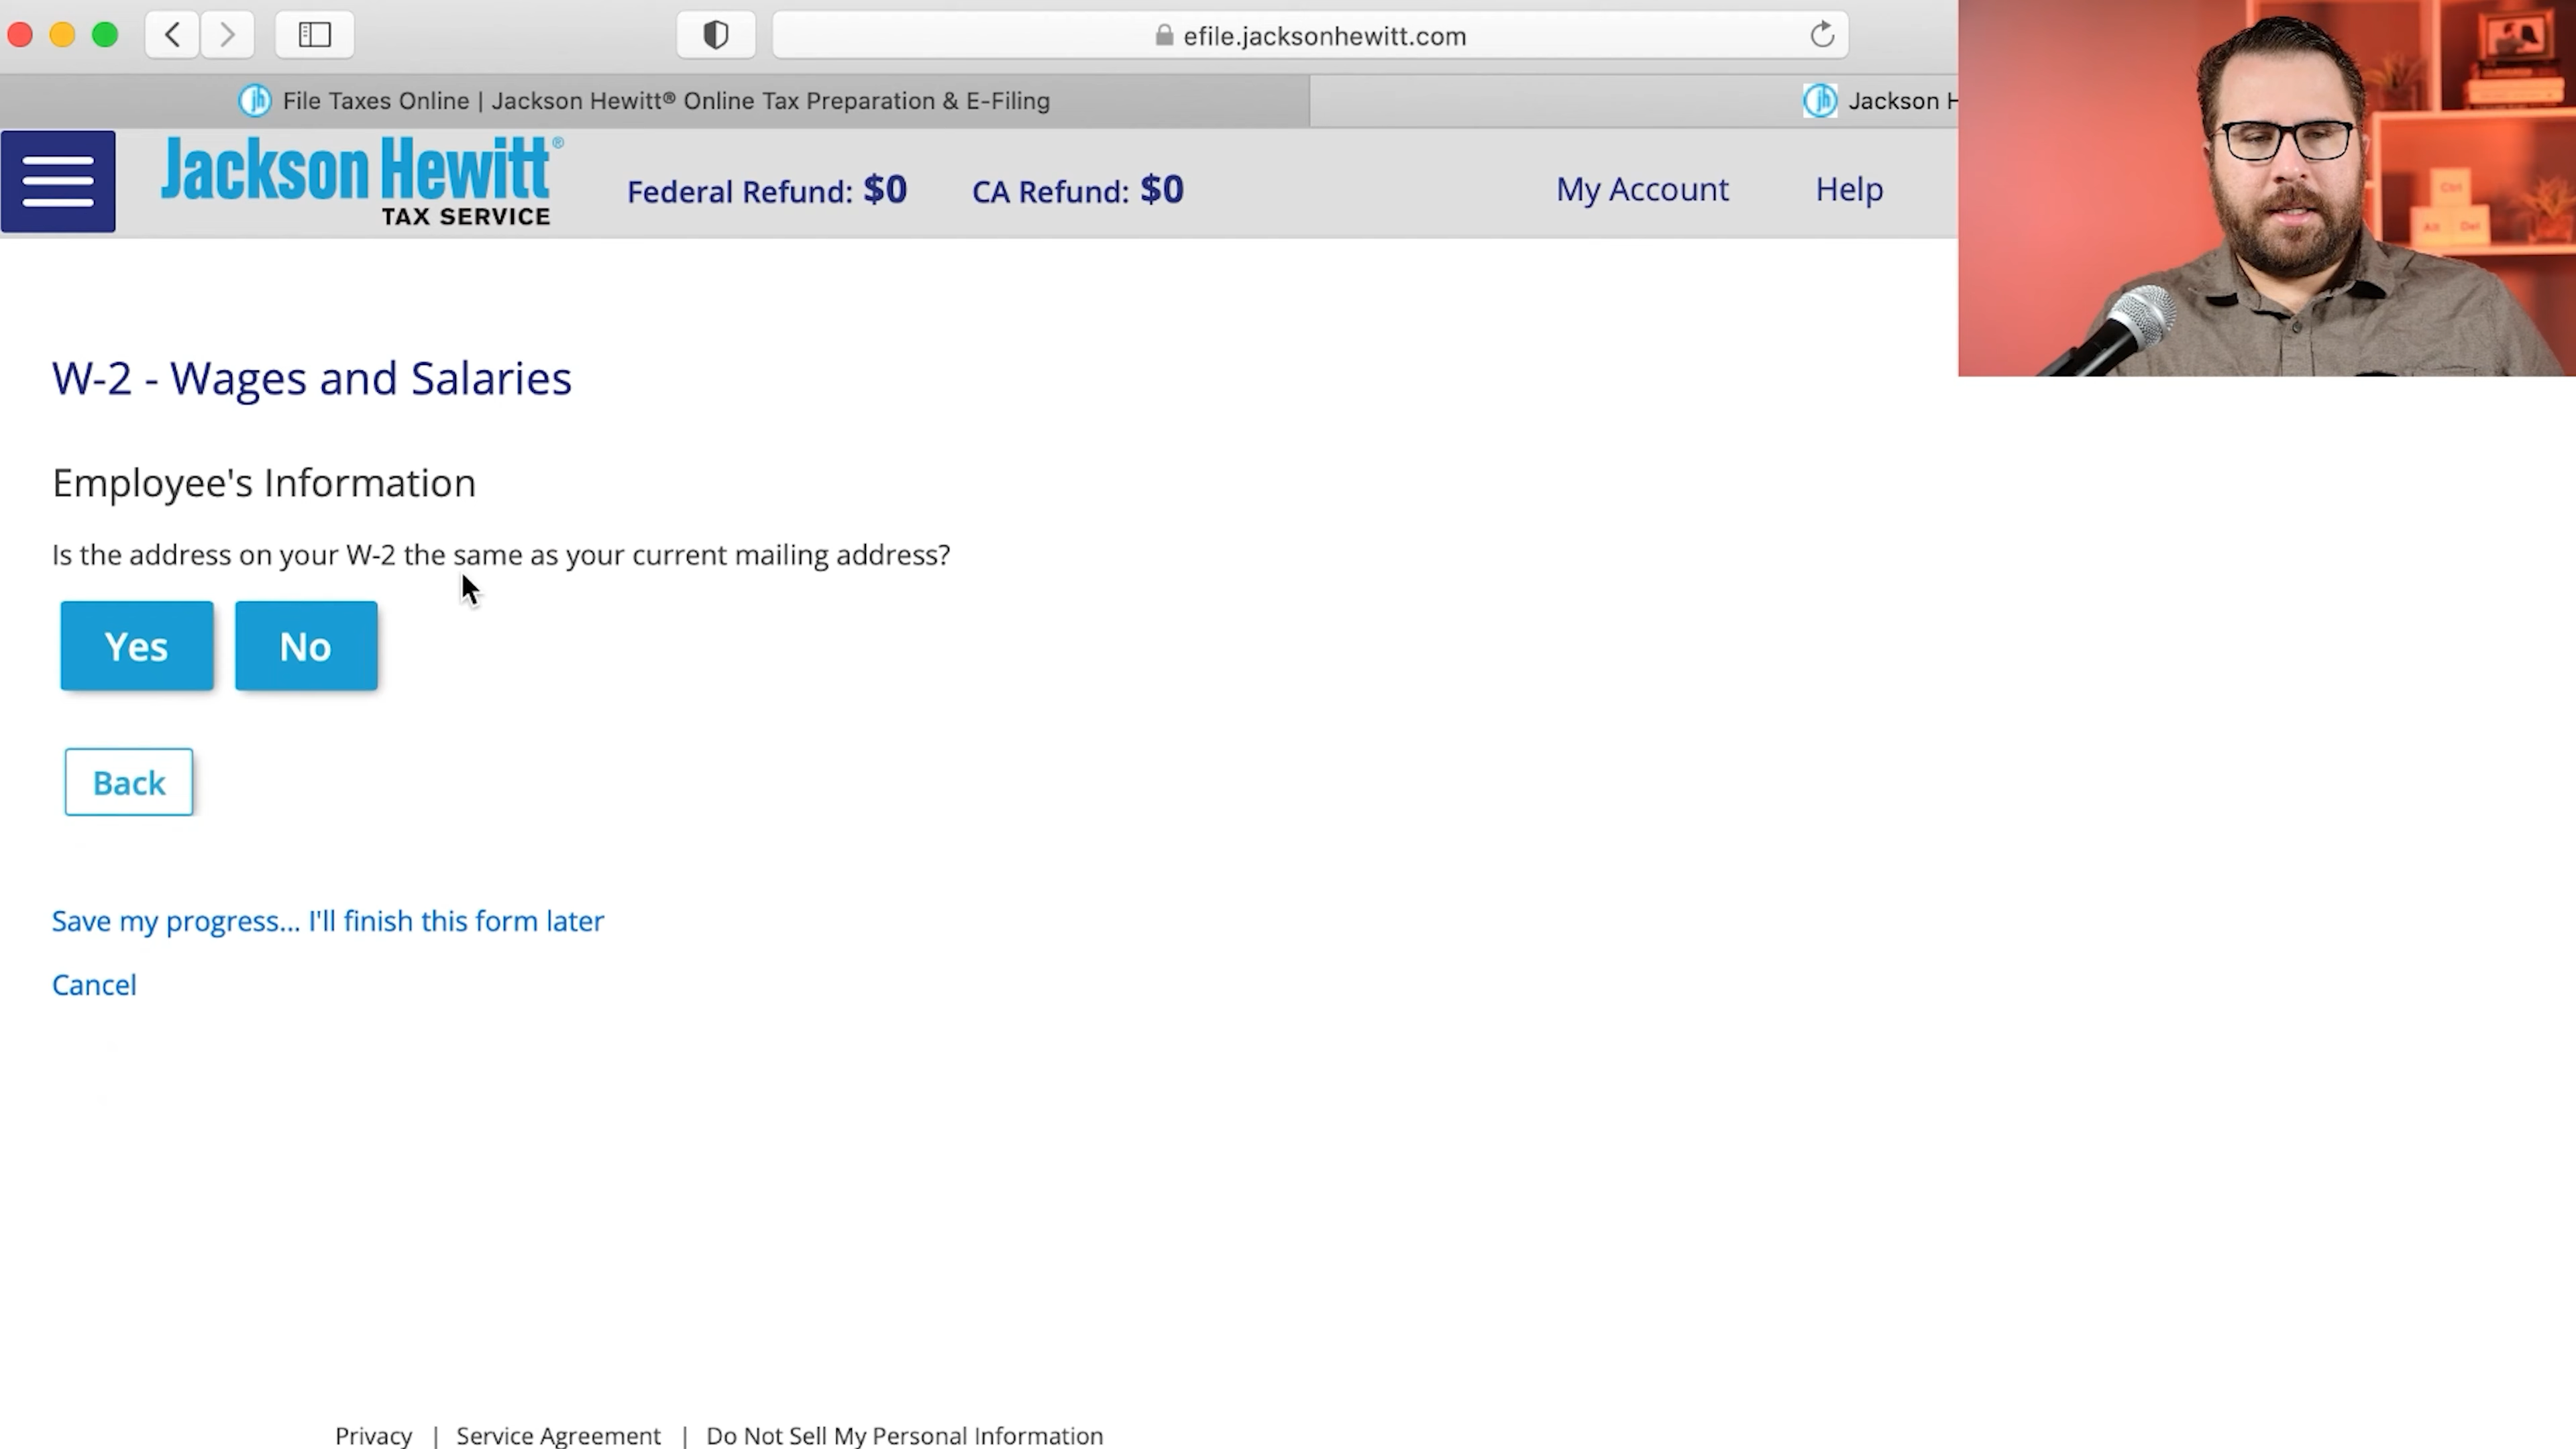 efile.jacksonhewitt.com
File Taxes Online | Jackson Hewitt® Online Tax Preparation & E-Filing
Jackson H
Jackson Hewitt®
TAX SERVICE
Federal Refund: $0
CA Refund: $0
My Account
Help
Ctrl
Alt
Del
W-2 - Wages and Salaries
Employee's Information
Is the address on your W-2 the same as your current mailing address?
Yes
No
Back
Save my progress... I'll finish this form later
Cancel
Privacy | Service Agreement | Do Not Sell My Personal Information